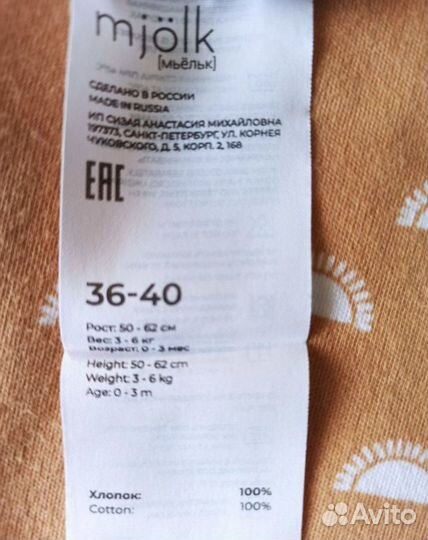 mjölk
[мьёльк]
СДЕЛАНО В РОССИИ
MADE IN RUSSIA
ИП СИЗАЯ АНАСТАСИЯ МИХАЙЛОВНА
197373, САНКТ-ПЕТЕРБУРГ, УЛ. КОРНЕЯ
ЧУКОВСКОГО, Д. 5, КОРП. 2, 168
EAC
36-40
Рост: 50 - 62 см
Вес: 3 - 6 кг
Возраст: 0 - 3 мес
Height: 50 - 62 cm
Weight: 3 - 6 kg
Age: 0 - 3 m
Хлопок: 100%
Cotton: 100%
Avito